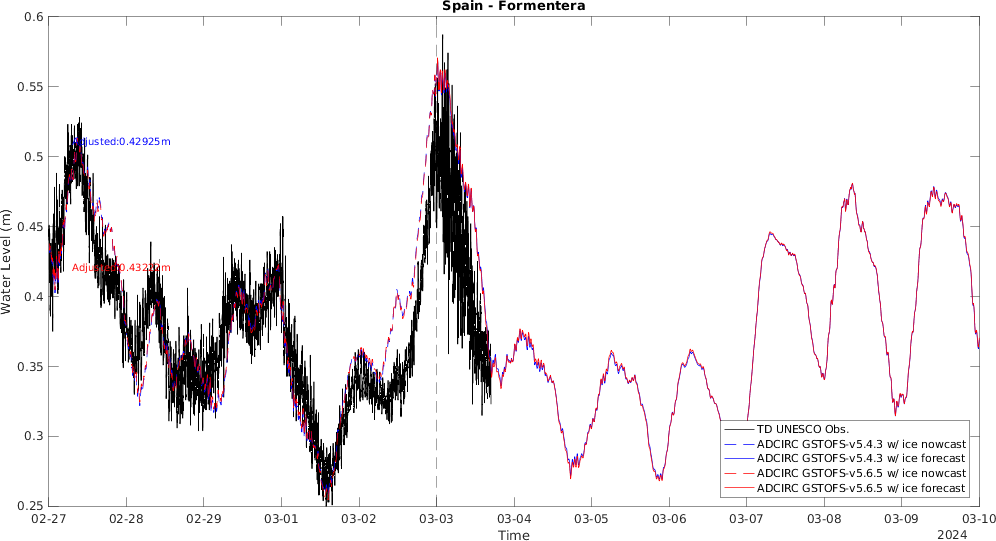 Spain - Formentera
0.6
0.55
0.5
0.45
0.4
0.35
0.3
0.25
Water Level (m)
Adjusted:0.42925m
TD UNESCO Obs.
ADCIRC GSTOFS-v5.4.3 w/ ice nowcast
ADCIRC GSTOFS-v5.4.3 w/ ice forecast
ADCIRC GSTOFS-v5.6.5 w/ ice nowcast
ADCIRC GSTOFS-v5.6.5 w/ ice forecast
02-27 02-28 02-29 03-01 03-02 03-03 03-04 03-05 03-06 03-07 03-08 03-09 03-10
Time
2024